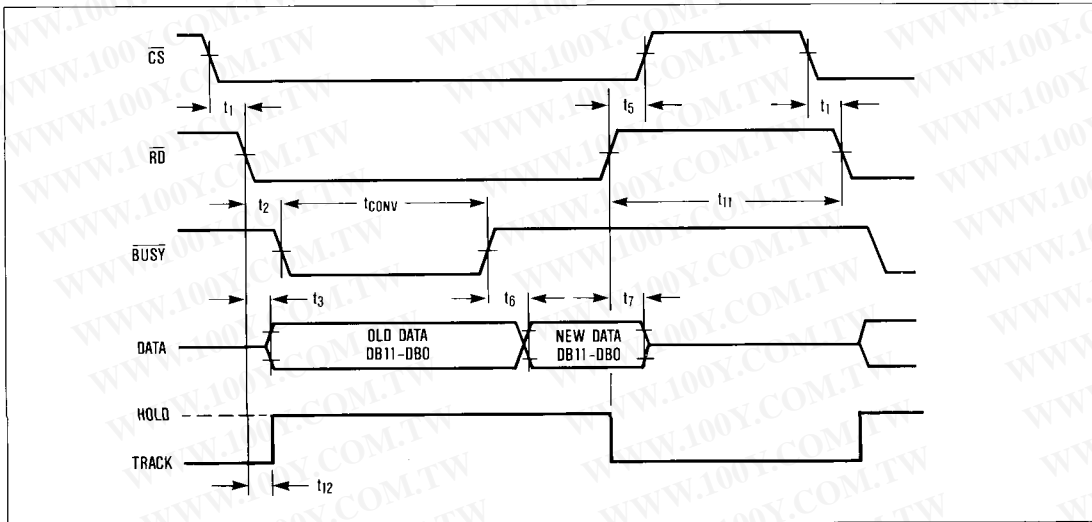 CS
t1 t5 t1
RD
t2 tCONV t11
BUSY
t3 t6 t7
DATA OLD DATA NEW DATA
DB11-DB0 DB11-DB0
HOLD
TRACK
t12
WWW.100Y.COM.TW